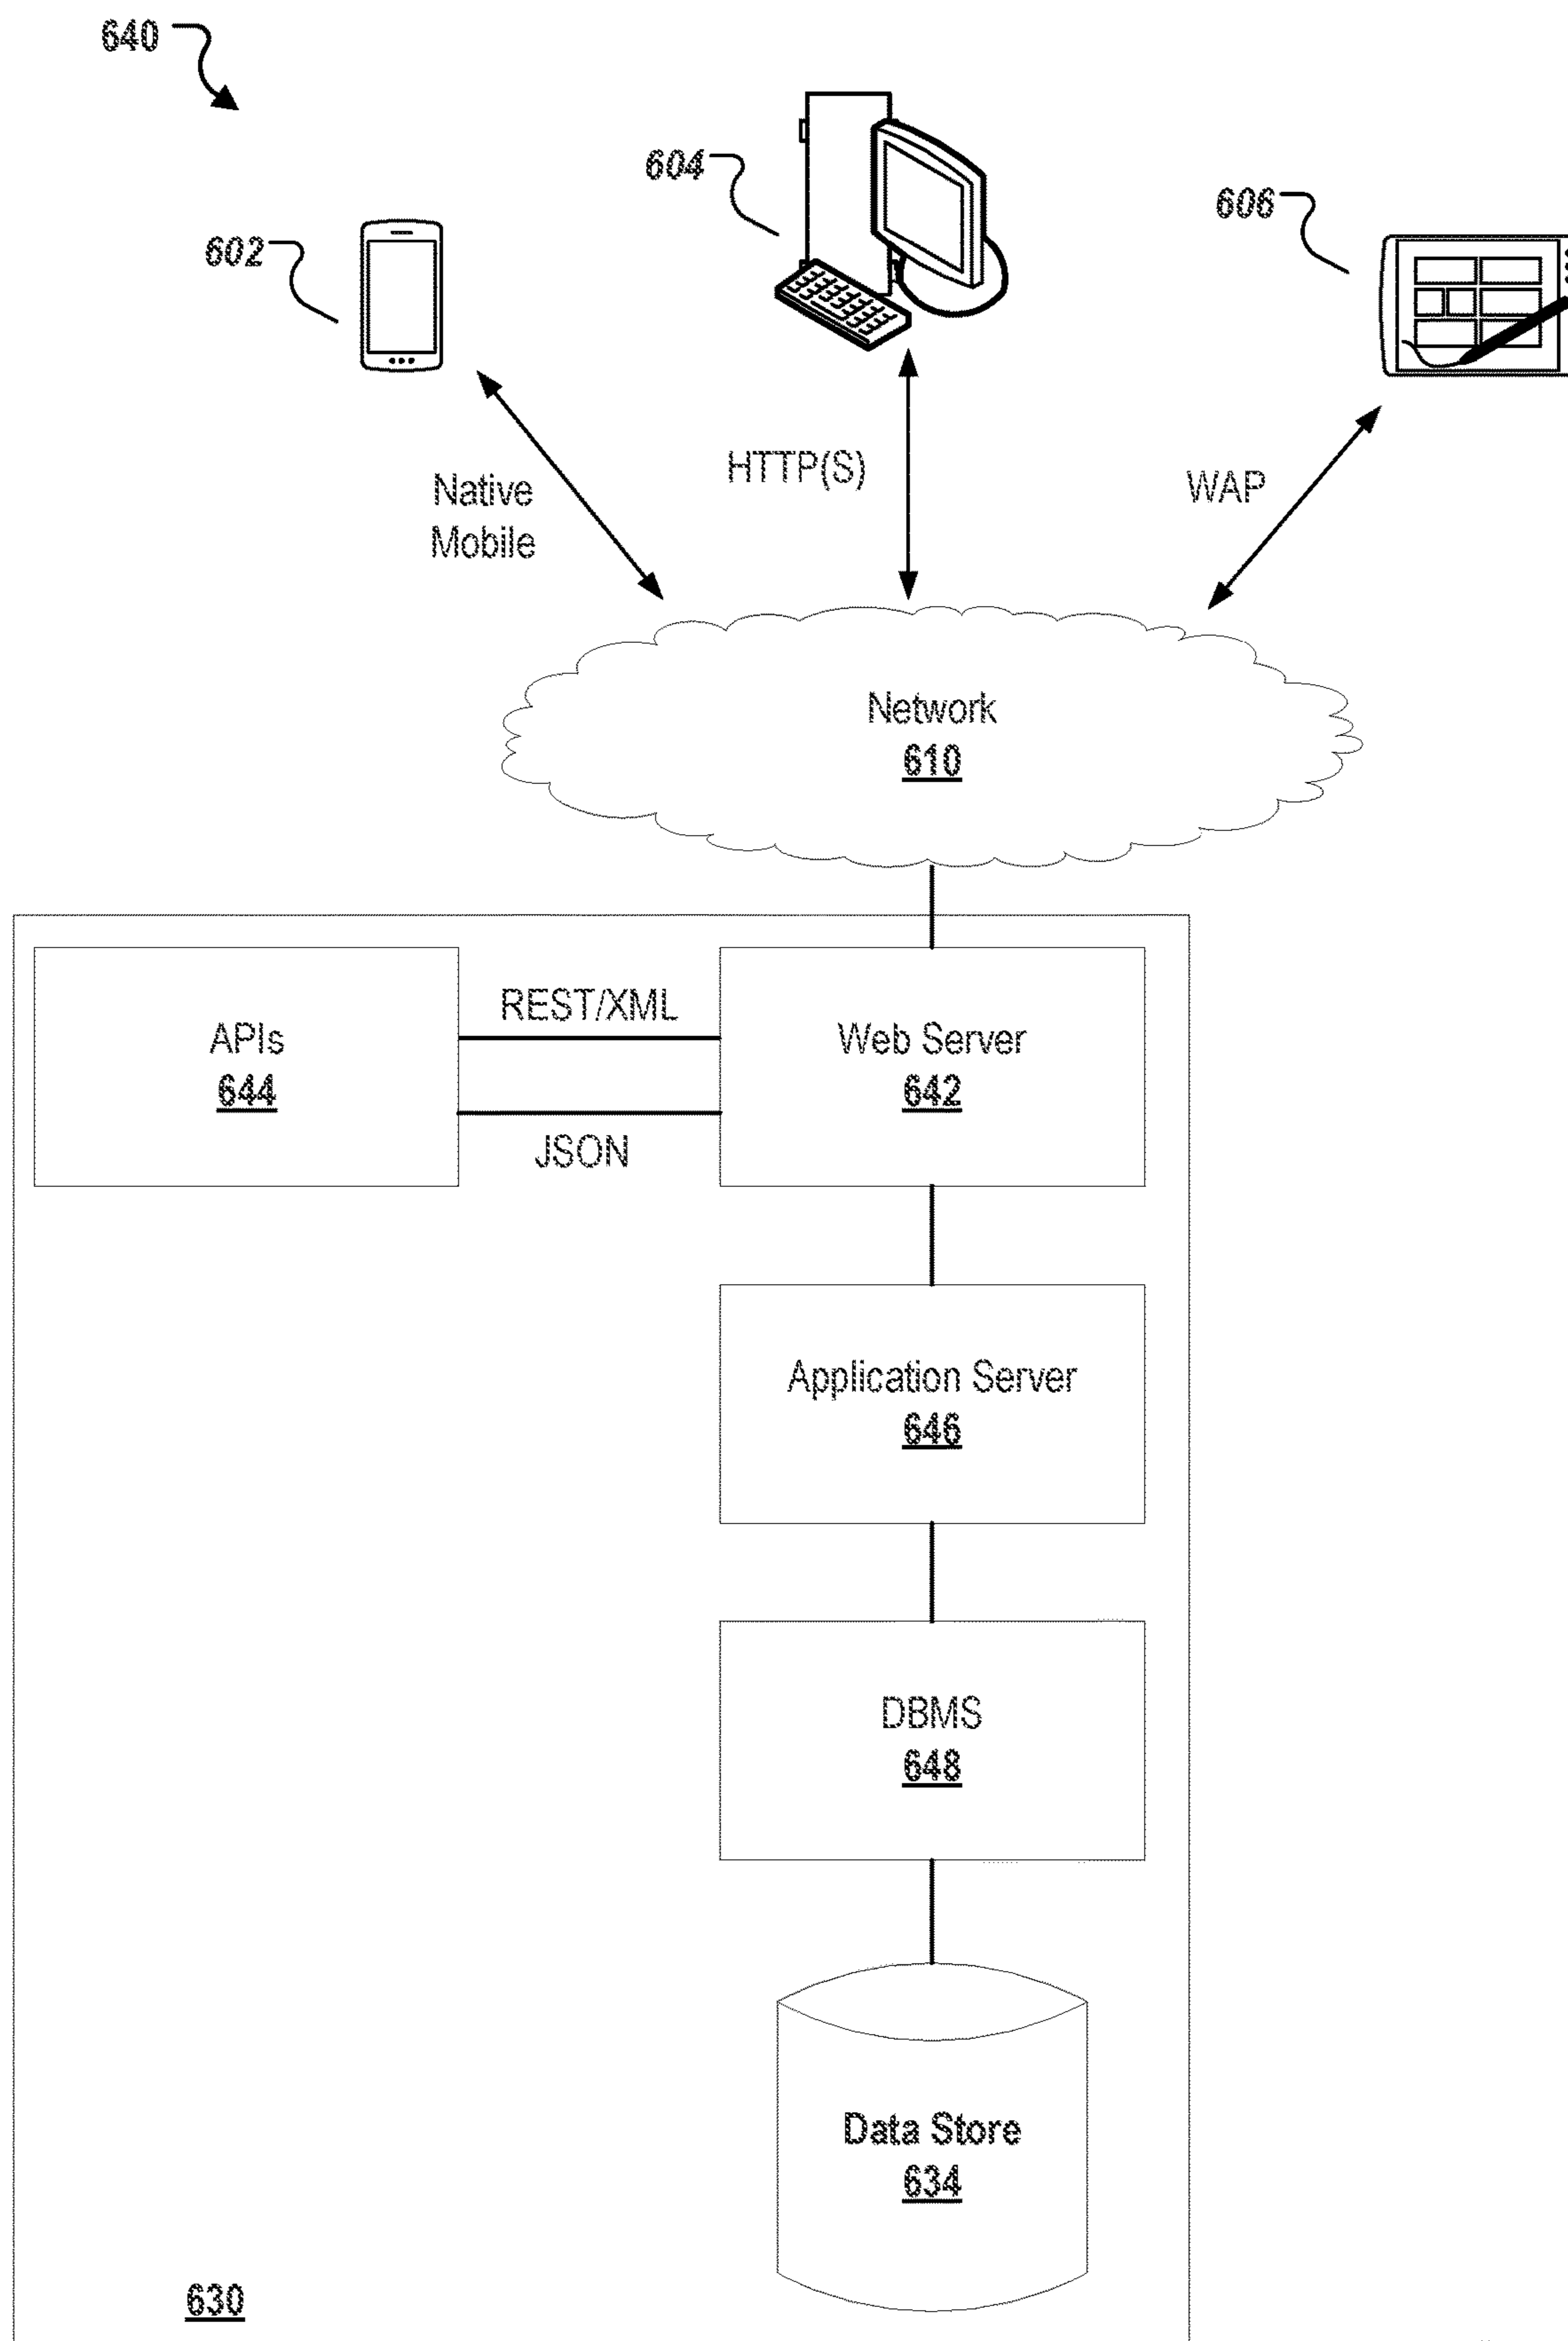 640
604
606
602
HTTP(S)
Native
Mobile
WAP
Network
610
REST/XML
APIs
644
Web Server
642
JSON
Application Server
646
DBMS
648
Data Store
634
630